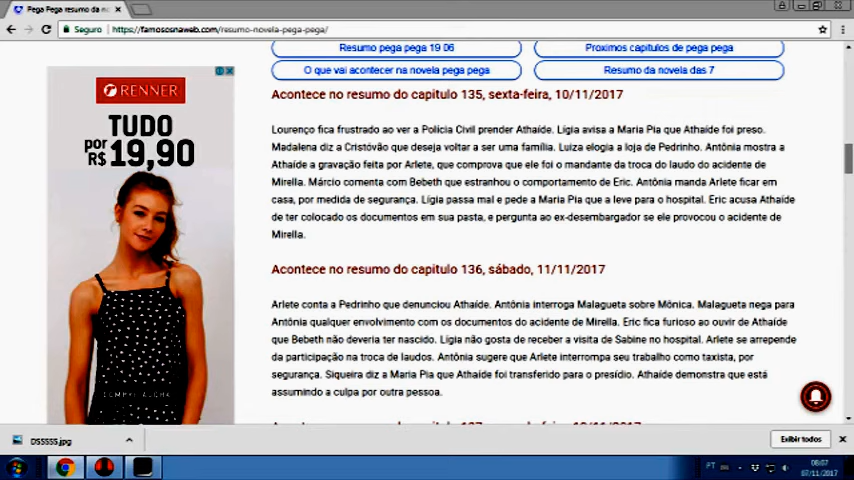 Pega Pega resumo da no
Seguro
https://famososnaweb.com/resumo-novela-pega-pega/
Resumo pega pega 19 06
Proximos capitulos de pega pega
O que vai acontecer na novela pega pega
Resumo da novela das 7
RENNER
TUDO
por
R$ 19,90
Acontece no resumo do capitulo 135, sexta-feira, 10/11/2017
Lourenço fica frustrado ao ver a Polícia Civil prender Athaíde. Lígia avisa a Maria Pia que Athaíde foi preso.
Madalena diz a Cristóvão que deseja voltar a ser uma família. Luiza elogia a loja de Pedrinho. Antônia mostra a
Athaíde a gravação feita por Arlete, que comprova que ele foi o mandante da troca do laudo do acidente de
Mirella. Márcio comenta com Bebeth que estranhou o comportamento de Eric. Antônia manda Arlete ficar em
casa, por medida de segurança. Lígia passa mal e pede a Maria Pia que a leve para o hospital. Eric acusa Athaíde
de ter colocado os documentos em sua pasta, e pergunta ao ex-desembargador se ele provocou o acidente de
Mirella.
Acontece no resumo do capitulo 136, sábado, 11/11/2017
Arlete conta a Pedrinho que denunciou Athaíde. Antônia interroga Malagueta sobre Mônica. Malagueta nega para
Antônia qualquer envolvimento com os documentos do acidente de Mirella. Eric fica furioso ao ouvir de Athaíde
que Bebeth não deveria ter nascido. Lígia não gosta de receber a visita de Sabine no hospital. Arlete se arrepende
da participação na troca de laudos. Antônia sugere que Arlete interrompa seu trabalho como taxista, por
segurança. Siqueira diz a Maria Pia que Athaíde foi transferido para o presídio. Athaíde demonstra que está
assumindo a culpa por outra pessoa.
DSSSSS.jpg
Exibir todos
PT
07/11/2017